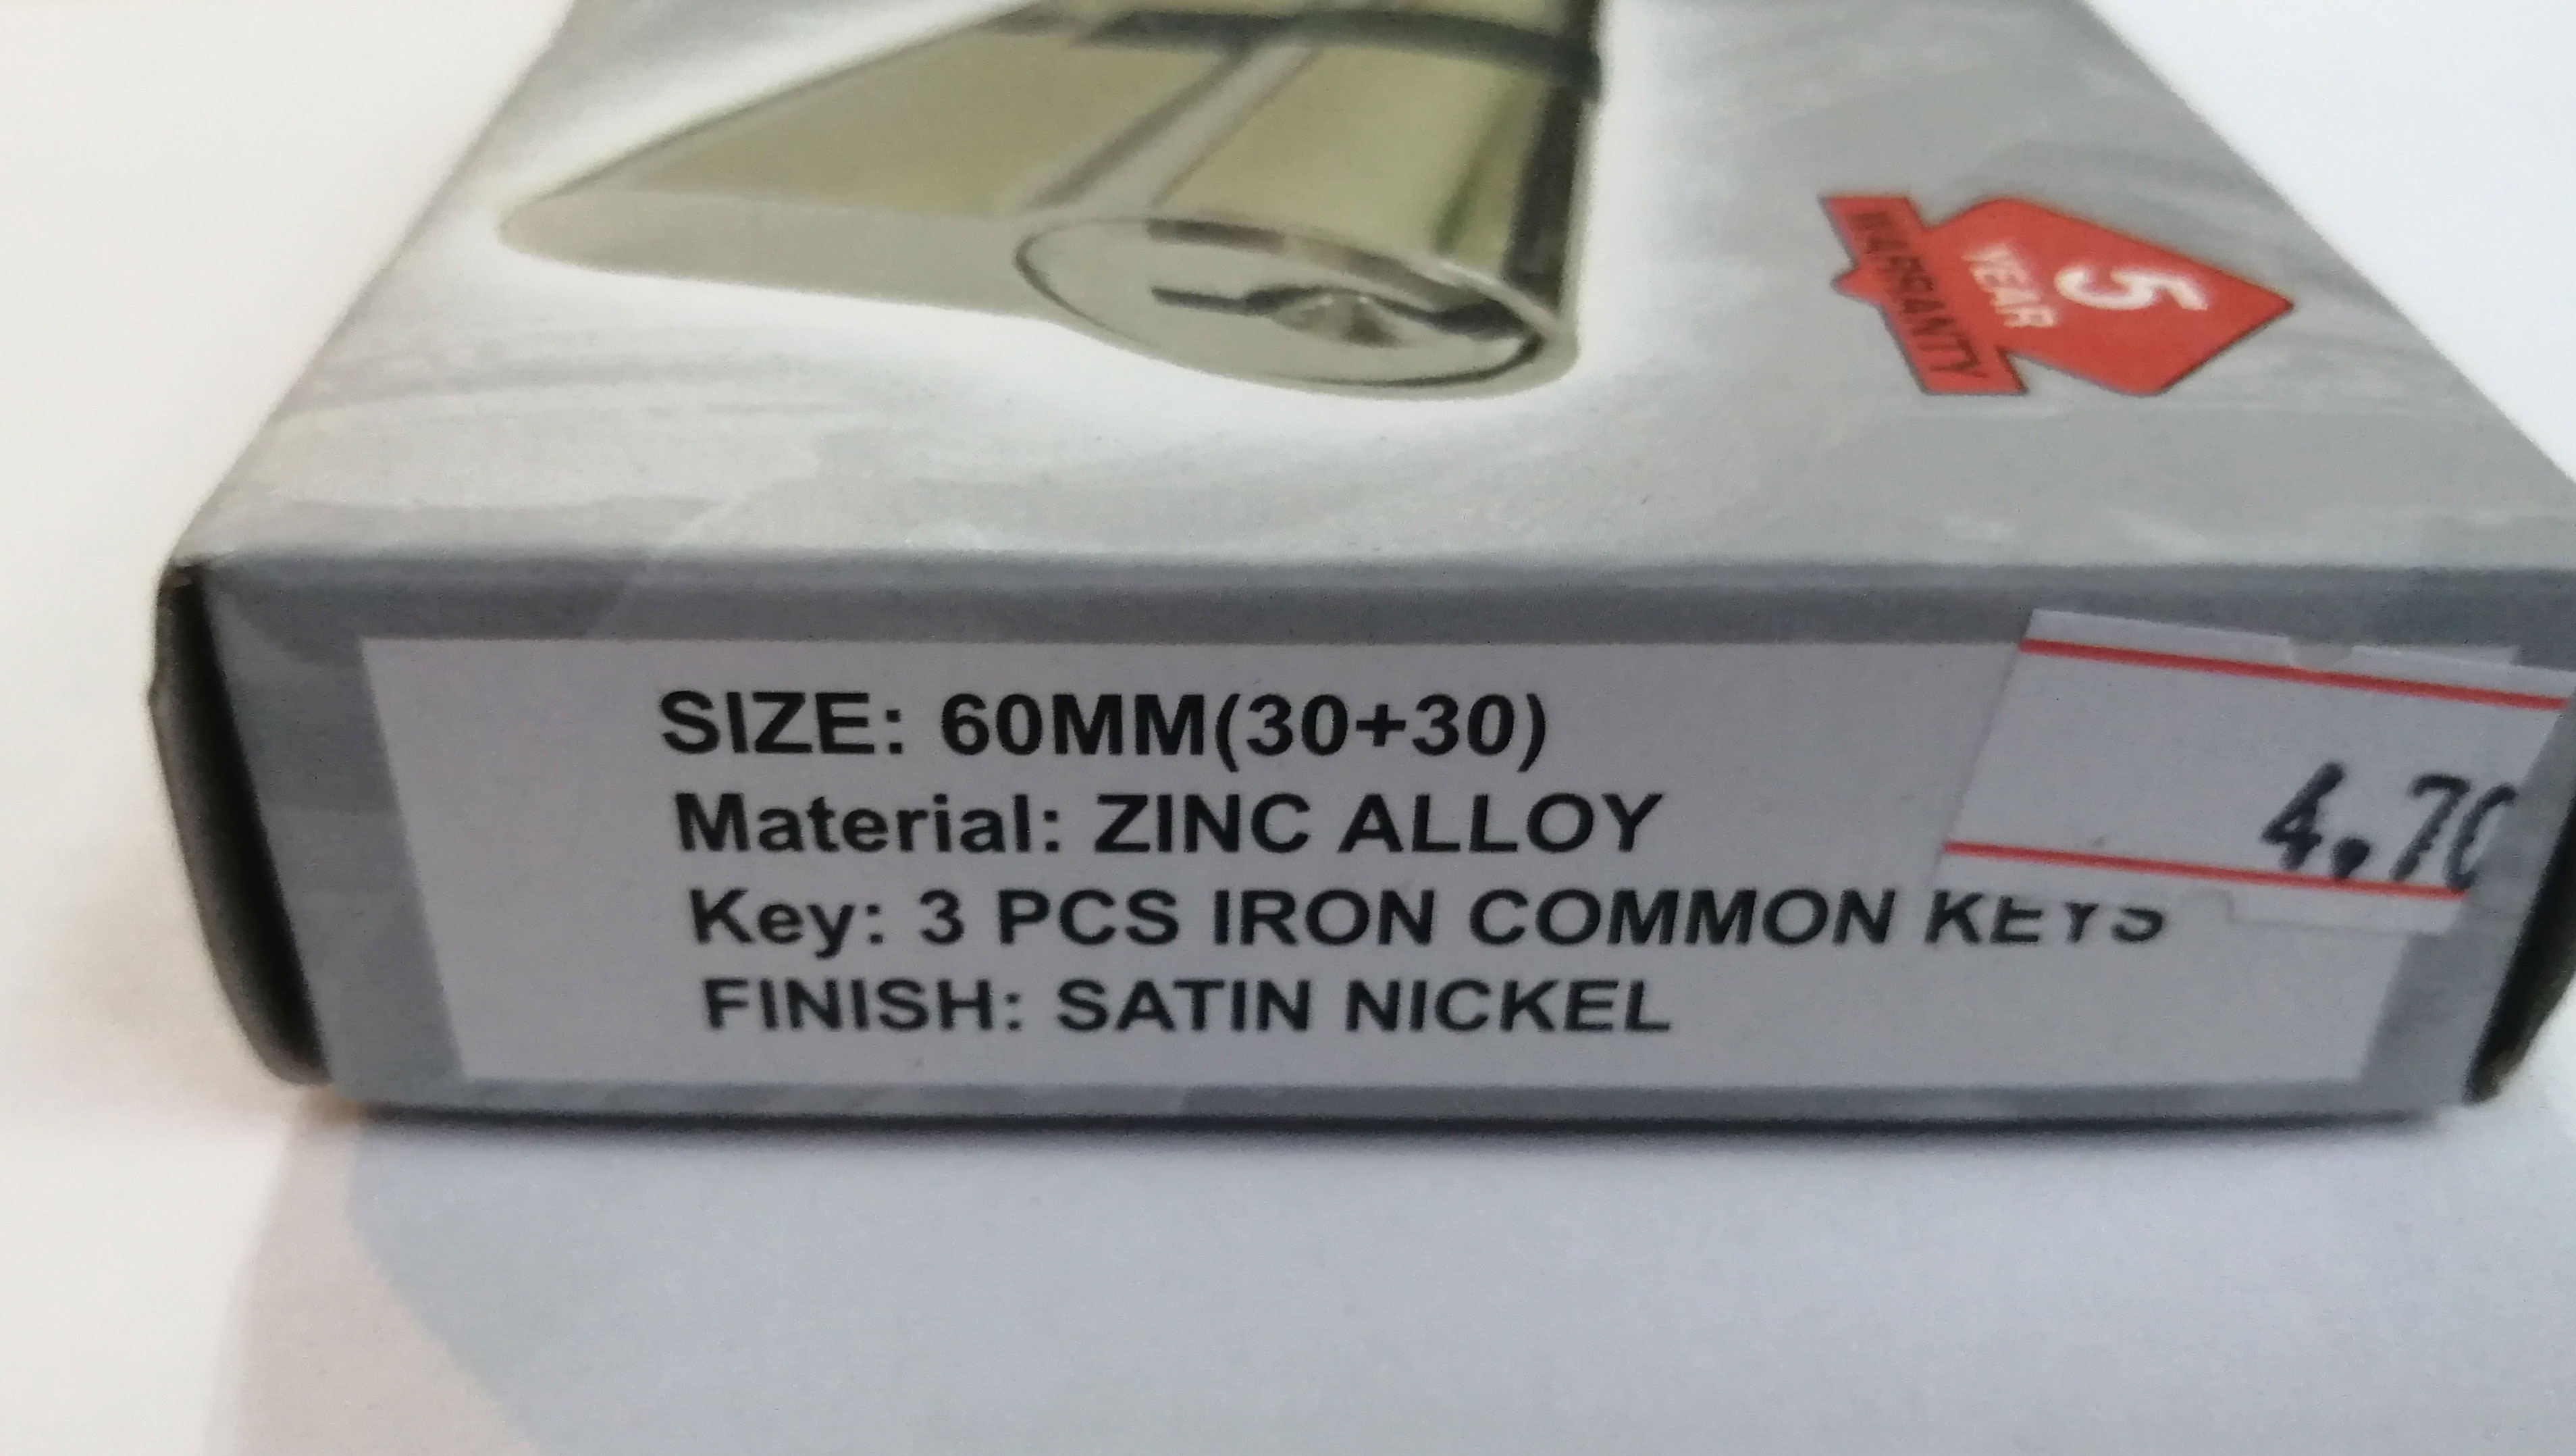 5
YEAR
WARRANTY
SIZE: 60MM(30+30)
Material: ZINC ALLOY
Key: 3 PCS IRON COMMON KEYS
FINISH: SATIN NICKEL
4.70